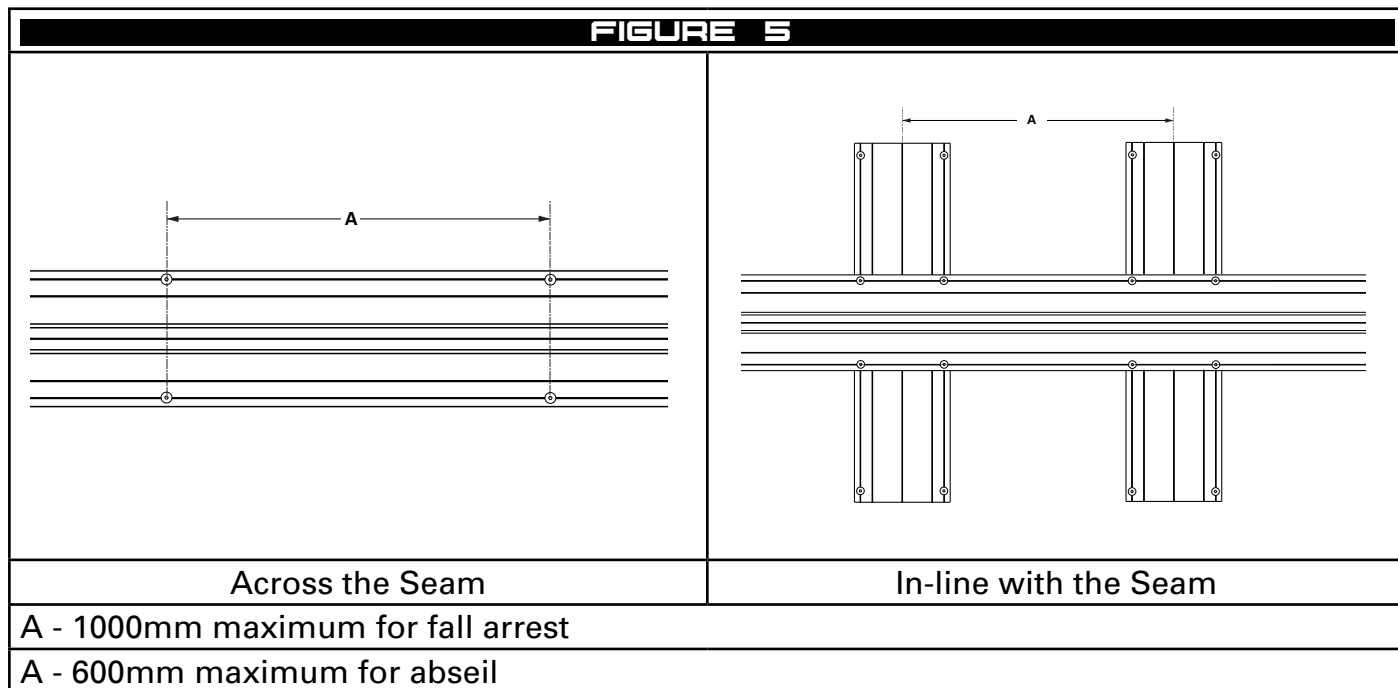 FIGURE 5
A
A
Across the Seam
In-line with the Seam
A - 1000mm maximum for fall arrest
A - 600mm maximum for abseil